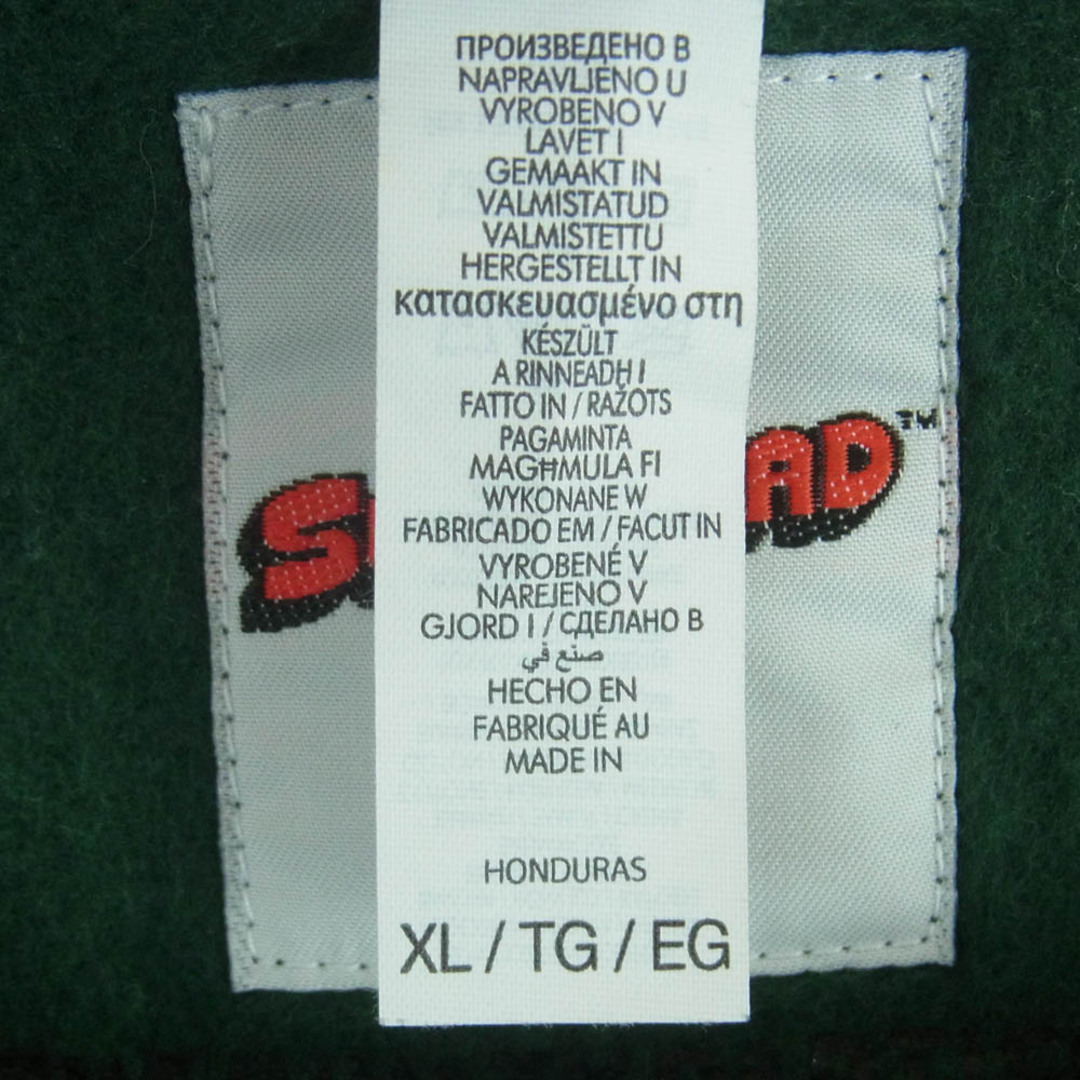 ПРОИЗВЕДЕНО В
NAPRAVLJENO U
VYROBENO V
LAVET I
GEMAAKT IN
VALMISTATUD
VALMISTETTU
HERGESTELLT IN
κατασκευασμένο στη
KÉSZÜLT
A RINNEADH I
FATTO IN / RAŽOTS
PAGAMINTA
MAGĦMULA FI
WYKONANE W
FABRICADO EM / FACUT IN
VYROBENÉ V
NAREJENO V
GJORD I / СДЕЛАНО В
صنع في
HECHO EN
FABRIQUÉ AU
MADE IN
HONDURAS
XL / TG / EG
TM